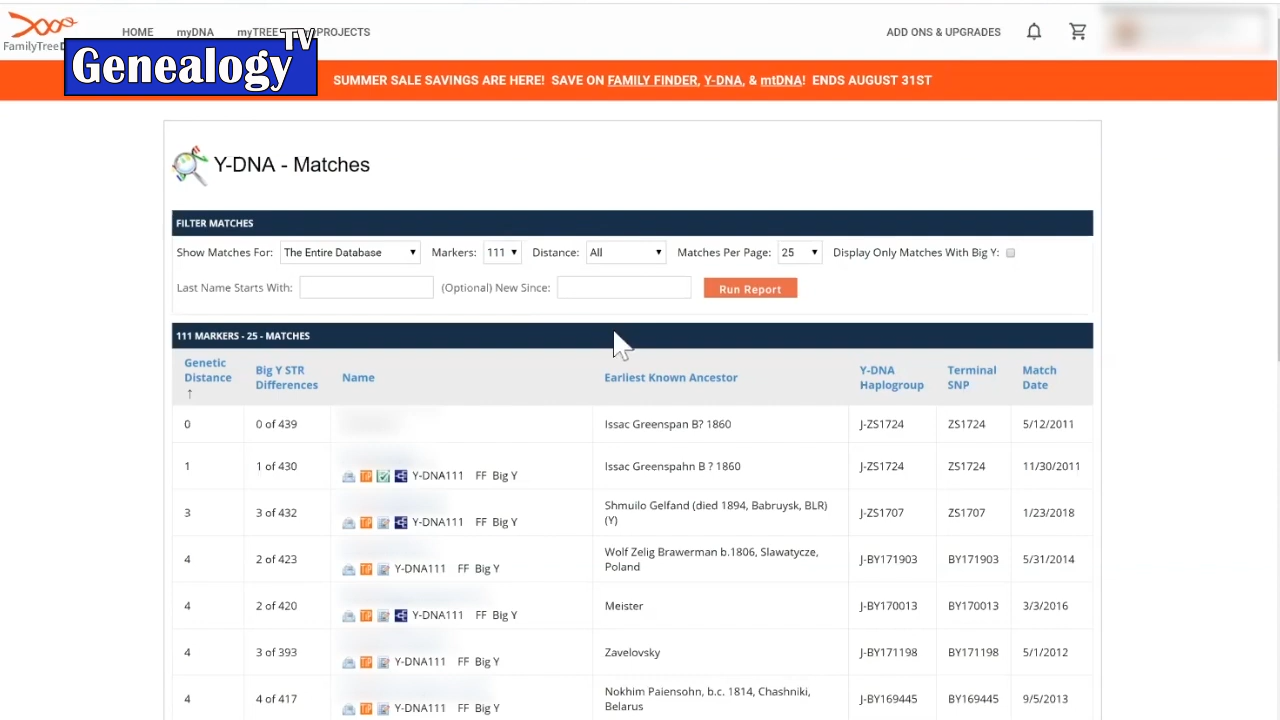 HOME myDNA myTREE PROJECTS ADD ONS & UPGRADES
FamilyTreeD
Genealogy TV
SUMMER SALE SAVINGS ARE HERE! SAVE ON FAMILY FINDER, Y-DNA, & mtDNA! ENDS AUGUST 31ST
Y-DNA - Matches
FILTER MATCHES
Show Matches For: The Entire Database Markers: 111 Distance: All Matches Per Page: 25 Display Only Matches With Big Y:
Last Name Starts With: (Optional) New Since: Run Report
111 MARKERS - 25 - MATCHES
Genetic Distance ↑ Big Y STR Differences Name Earliest Known Ancestor Y-DNA Haplogroup Terminal SNP Match Date
0 0 of 439 Issac Greenspan B? 1860 J-ZS1724 ZS1724 5/12/2011
1 1 of 430 Y-DNA111 FF Big Y Issac Greenspahn B ? 1860 J-ZS1724 ZS1724 11/30/2011
3 3 of 432 Y-DNA111 FF Big Y Shmuilo Gelfand (died 1894, Babruysk, BLR) (Y) J-ZS1707 ZS1707 1/23/2018
4 2 of 423 Y-DNA111 FF Big Y Wolf Zelig Brawerman b.1806, Slawatycze, Poland J-BY171903 BY171903 5/31/2014
4 2 of 420 Y-DNA111 FF Big Y Meister J-BY170013 BY170013 3/3/2016
4 3 of 393 Y-DNA111 FF Big Y Zavelovsky J-BY171198 BY171198 5/1/2012
4 4 of 417 Y-DNA111 FF Big Y Nokhim Paiensohn, b.c. 1814, Chashniki, Belarus J-BY169445 BY169445 9/5/2013